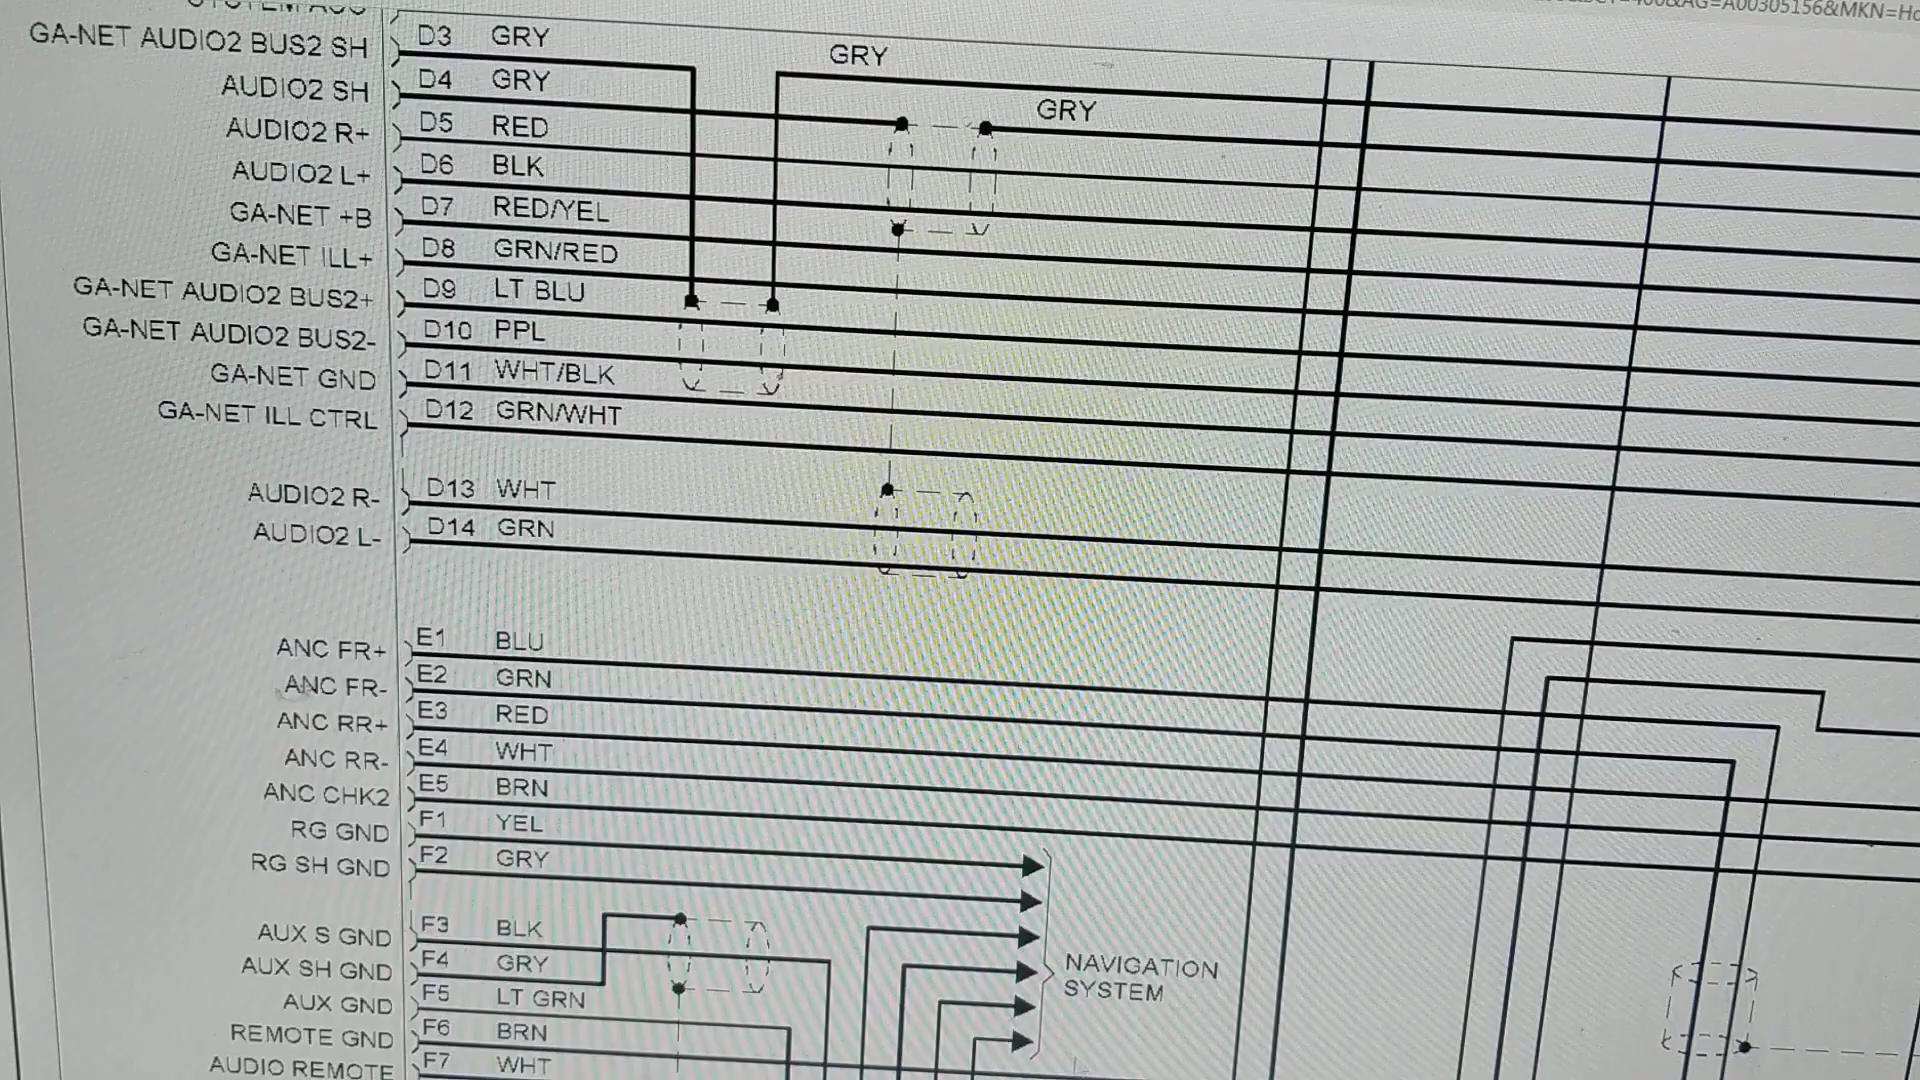 A00305156&MKN=Ho
GA-NET AUDIO2 BUS2 SH D3 GRY
GRY
AUDIO2 SH D4 GRY
GRY
AUDIO2 R+ D5 RED
AUDIO2 L+ D6 BLK
GA-NET +B D7 RED/YEL
GA-NET ILL+ D8 GRN/RED
GA-NET AUDIO2 BUS2+ D9 LT BLU
GA-NET AUDIO2 BUS2- D10 PPL
GA-NET GND D11 WHT/BLK
GA-NET ILL CTRL D12 GRN/WHT
AUDIO2 R- D13 WHT
AUDIO2 L- D14 GRN
ANC FR+ E1 BLU
ANC FR- E2 GRN
ANC RR+ E3 RED
ANC RR- E4 WHT
ANC CHK2 E5 BRN
RG GND F1 YEL
RG SH GND F2 GRY
AUX S GND F3 BLK
AUX SH GND F4 GRY
NAVIGATION
SYSTEM
AUX GND F5 LT GRN
REMOTE GND F6 BRN
AUDIO REMOTE F7 WHT